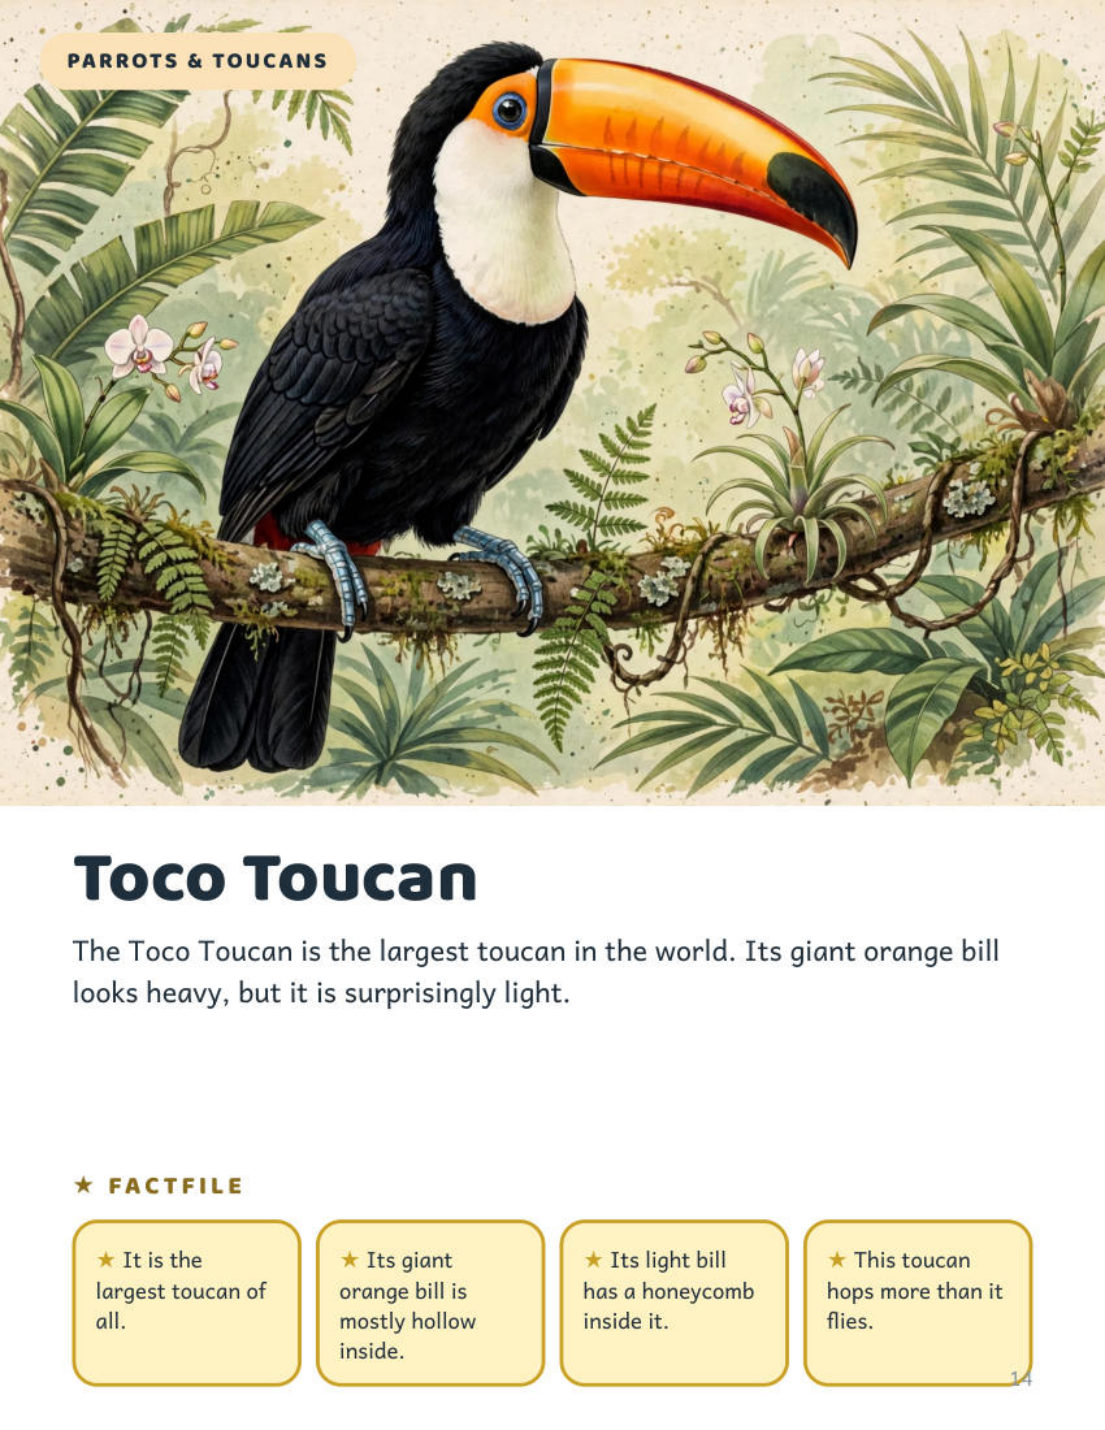 PARROTS & TOUCANS
Toco Toucan
The Toco Toucan is the largest toucan in the world. Its giant orange bill
looks heavy, but it is surprisingly light.
★ FACTFILE
★ It is the
largest toucan of
all.
★ Its giant
orange bill is
mostly hollow
inside.
★ Its light bill
has a honeycomb
inside it.
★ This toucan
hops more than it
flies.
14